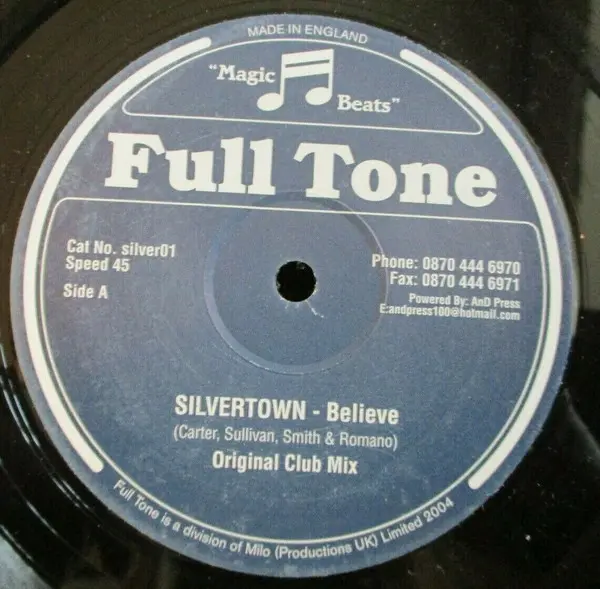 MADE IN ENGLAND
"Magic
Beats"
Full Tone
Cat No. silver01
Speed 45
Side A
Phone: 0870 444 6970
Fax: 0870 444 6971
Powered By: AnD Press
E:andpress100@hotmail.com
SILVERTOWN - Believe
(Carter, Sullivan, Smith & Romano)
Original Club Mix
Full Tone is a division of Milo (Productions UK) Limited 2004